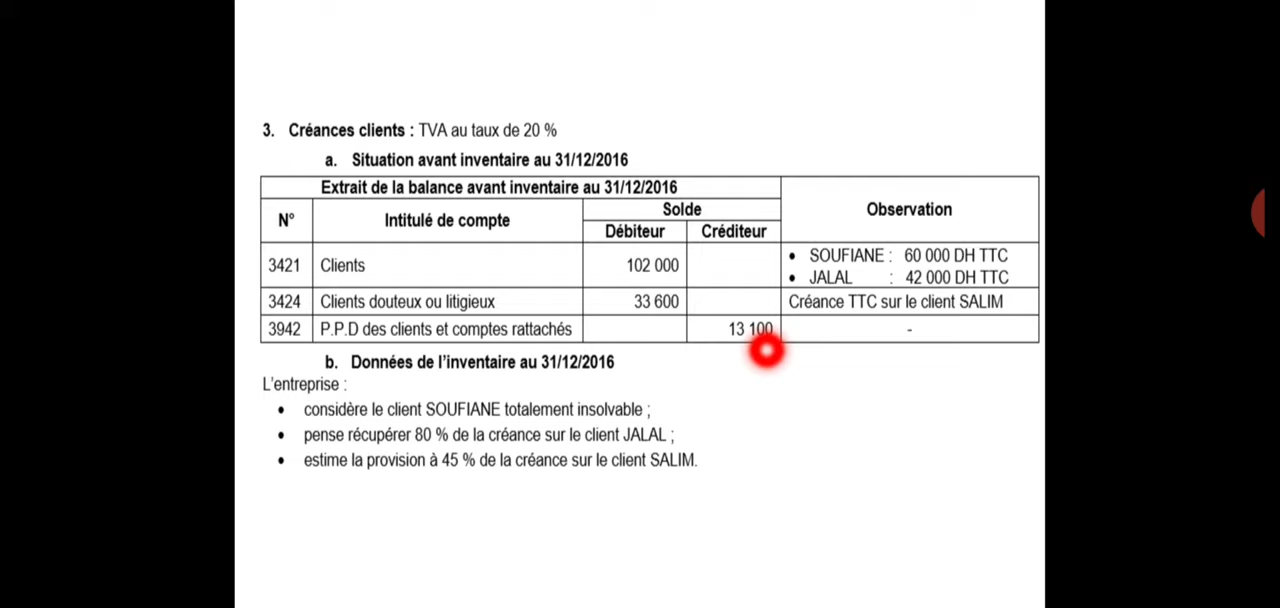 3. Créances clients : TVA au taux de 20 %
a. Situation avant inventaire au 31/12/2016
Extrait de la balance avant inventaire au 31/12/2016
Observation
N° Intitulé de compte Solde
Débiteur Créditeur
3421 Clients 102 000 • SOUFIANE : 60 000 DH TTC
• JALAL : 42 000 DH TTC
3424 Clients douteux ou litigieux 33 600 Créance TTC sur le client SALIM
3942 P.P.D des clients et comptes rattachés 13 100 -
b. Données de l'inventaire au 31/12/2016
L'entreprise :
• considère le client SOUFIANE totalement insolvable ;
• pense récupérer 80 % de la créance sur le client JALAL ;
• estime la provision à 45 % de la créance sur le client SALIM.